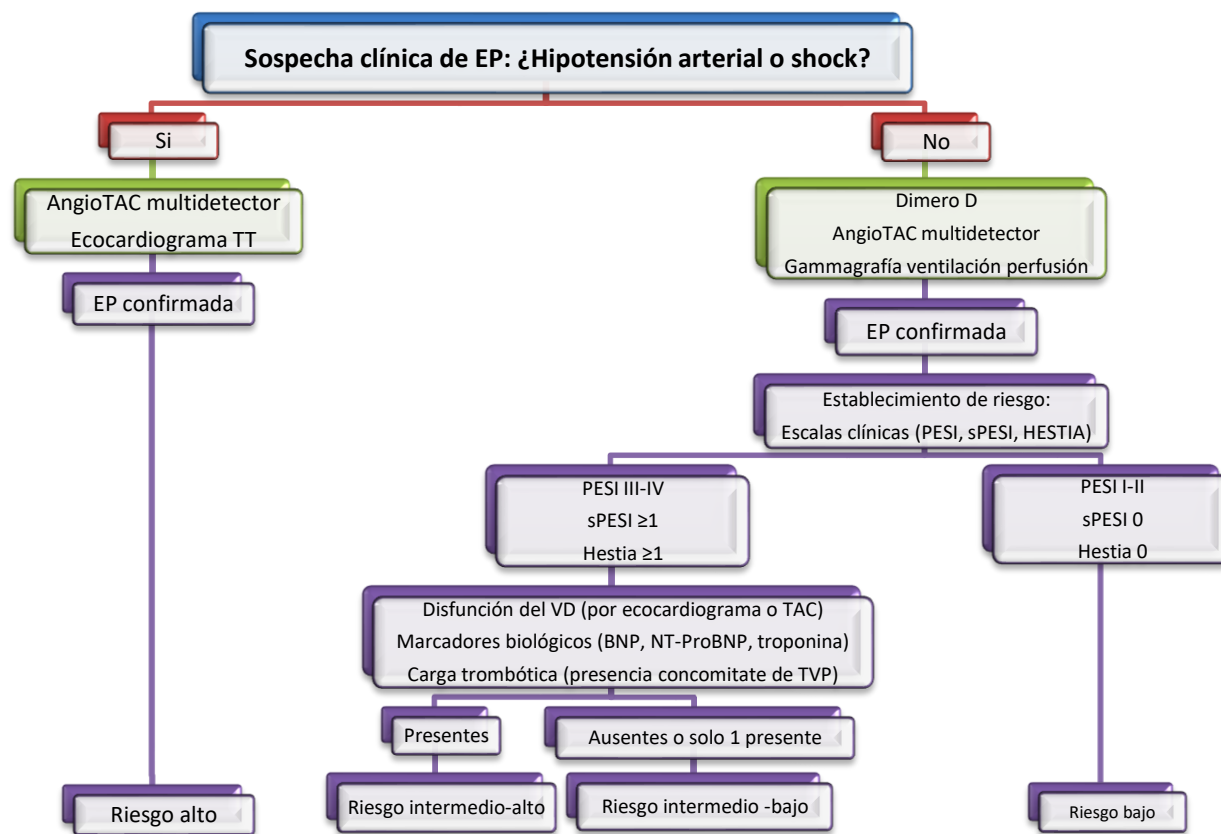 Sospecha clínica de EP: ¿Hipotensión arterial o shock?
Si
No
AngioTAC multidetector
Ecocardiograma TT
Dimero D
AngioTAC multidetector
Gammagrafía ventilación perfusión
EP confirmada
EP confirmada
Establecimiento de riesgo:
Escalas clínicas (PESI, sPESI, HESTIA)
PESI III-IV
sPESI ≥1
Hestia ≥1
PESI I-II
sPESI 0
Hestia 0
Disfunción del VD (por ecocardiograma o TAC)
Marcadores biológicos (BNP, NT-ProBNP, troponina)
Carga trombótica (presencia concomitate de TVP)
Presentes
Ausentes o solo 1 presente
Riesgo alto
Riesgo intermedio-alto
Riesgo intermedio -bajo
Riesgo bajo